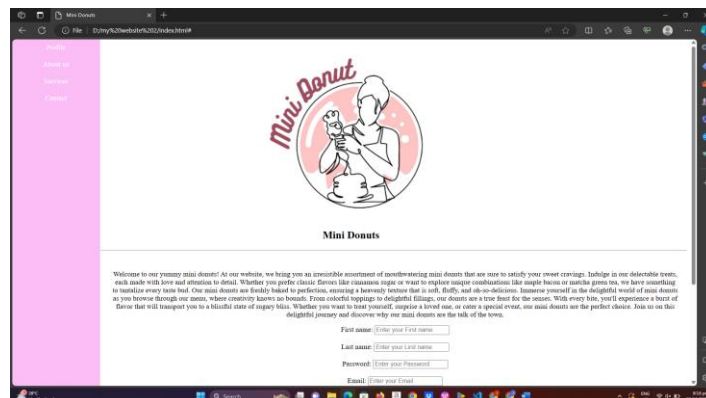 Mini Donuts
File
D:/my%20website%202/index.html#
Profile
About us
Services
Contact
Mini Donut
Mini Donuts
Welcome to our yummy mini donuts! At our website, we bring you an irresistible assortment of mouthwatering mini donuts that are sure to satisfy your sweet cravings. Indulge in our delectable treats,
each made with love and attention to detail. Whether you prefer classic flavors like cinnamon sugar or want to explore unique combinations like maple bacon or matcha green tea, we have something
to tantalize every taste bud. Our mini donuts are freshly baked to perfection, ensuring a heavenly texture that is soft, fluffy, and oh-so-delicious. Immerse yourself in the delightful world of mini donuts
as you browse through our menu, where creativity knows no bounds. From colorful toppings to delightful fillings, our donuts are a true feast for the senses. With every bite, you'll experience a burst of
flavor that will transport you to a blissful state of sugary bliss. Whether you want to treat yourself, surprise a loved one, or cater a special event, our mini donuts are the perfect choice. Join us on this
delightful journey and discover why our mini donuts are the talk of the town.
First name: Enter your First name
Last name: Enter your Last name
Password: Enter your Password
Email: Enter your Email
Search
ENG